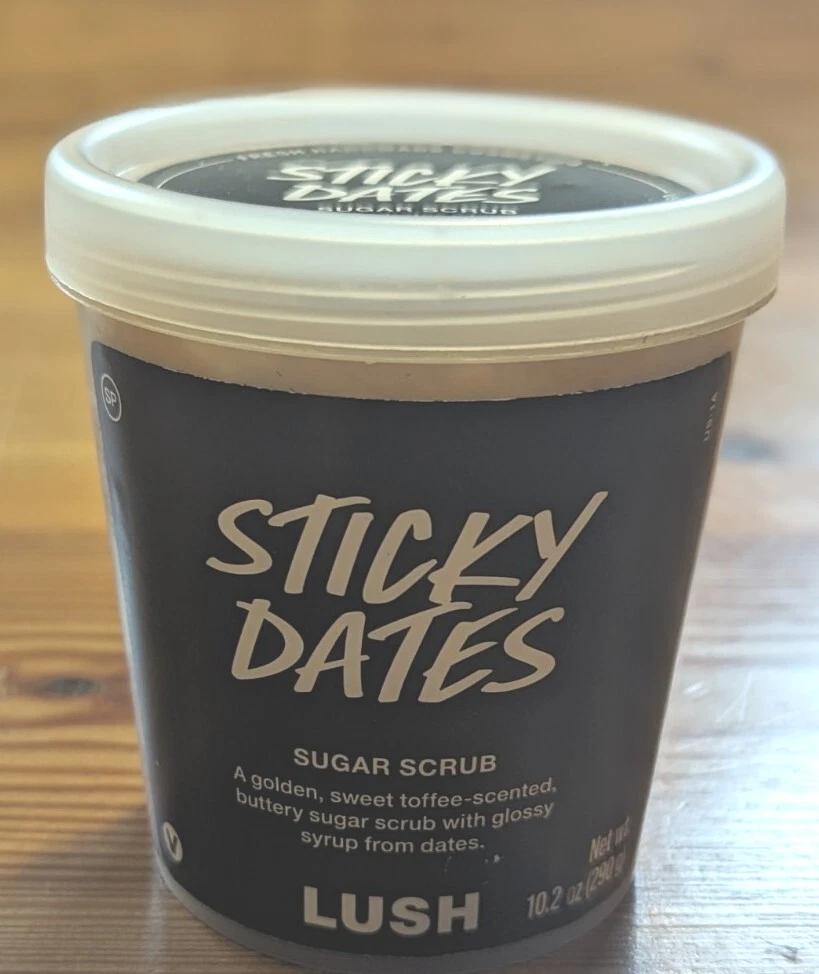 STICKY
DATES
SUGAR SCRUB
SP
STICKY
DATES
SUGAR SCRUB
A golden, sweet toffee-scented,
buttery sugar scrub with glossy
syrup from dates.
V
Net wt.
10.2 oz (290 g)
LUSH